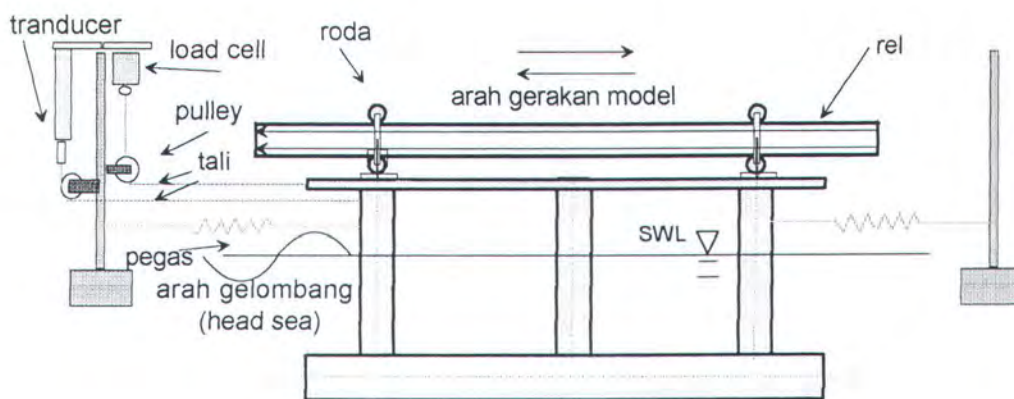 tranducer
load cell
roda
rel
arah gerakan model
pulley
tali
SWL
pegas
arah gelombang
(head sea)